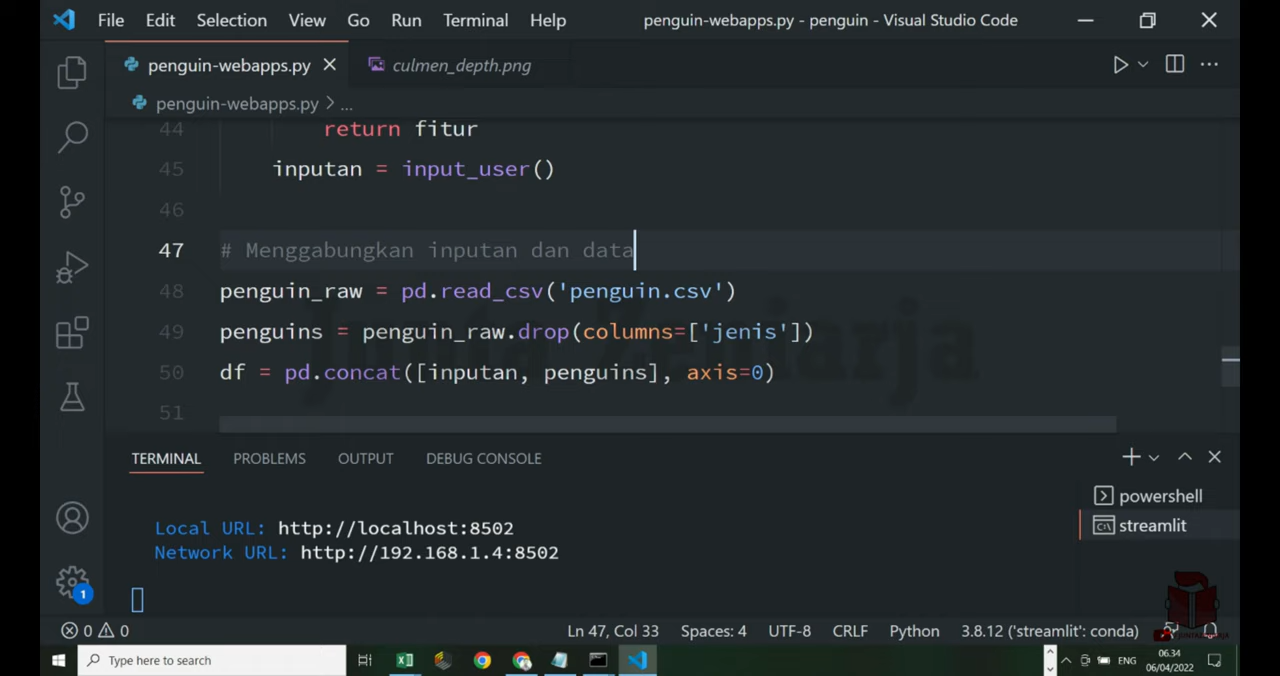 File Edit Selection View Go Run Terminal Help penguin-webapps.py - penguin - Visual Studio Code
penguin-webapps.py culmen_depth.png
penguin-webapps.py > ...
44 return fitur
45 inputan = input_user()
46
47 # Menggabungkan inputan dan data
48 penguin_raw = pd.read_csv('penguin.csv')
49 penguins = penguin_raw.drop(columns=['jenis'])
50 df = pd.concat([inputan, penguins], axis=0)
51
Junta Zeniarja
TERMINAL PROBLEMS OUTPUT DEBUG CONSOLE
powershell
Local URL: http://localhost:8502
streamlit
Network URL: http://192.168.1.4:8502
1
0 0 Ln 47, Col 33 Spaces: 4 UTF-8 CRLF Python 3.8.12 ('streamlit': conda)
Type here to search ENG 06.34
06/04/2022